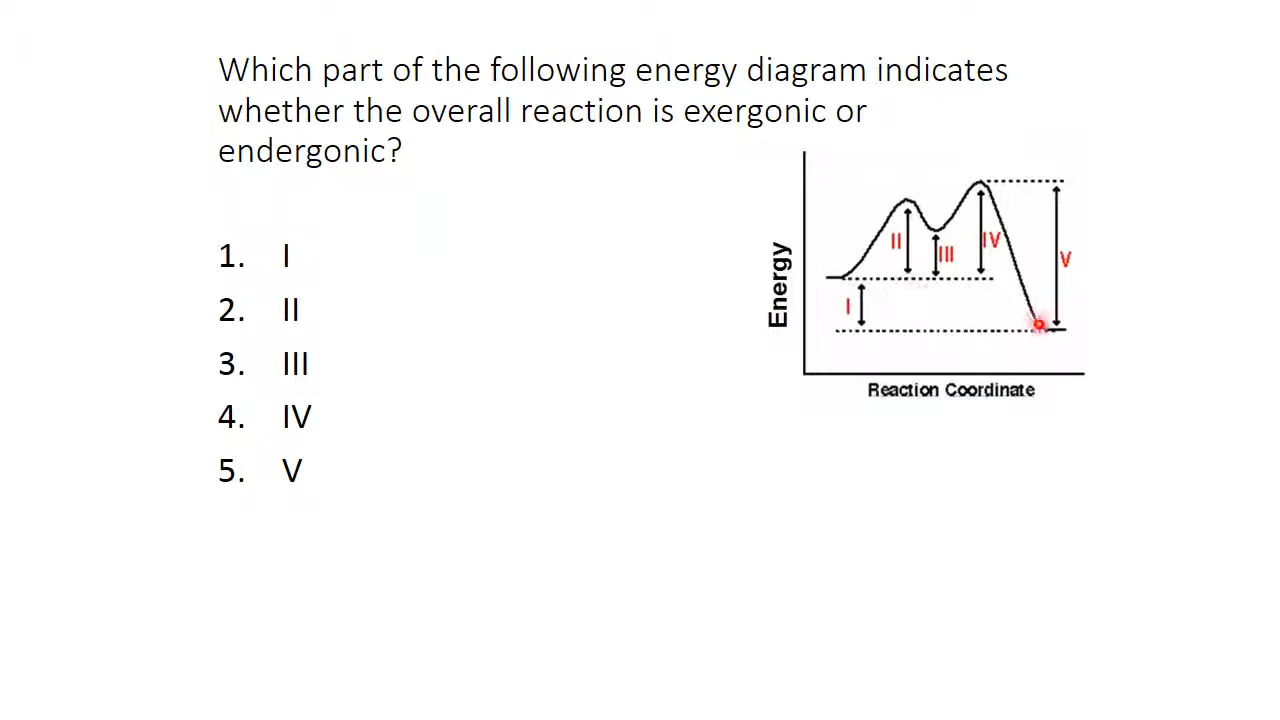 Which part of the following energy diagram indicates
whether the overall reaction is exergonic or
endergonic?
1. I
2. II
3. III
4. IV
5. V
Energy
I
II
III
IV
V
Reaction Coordinate